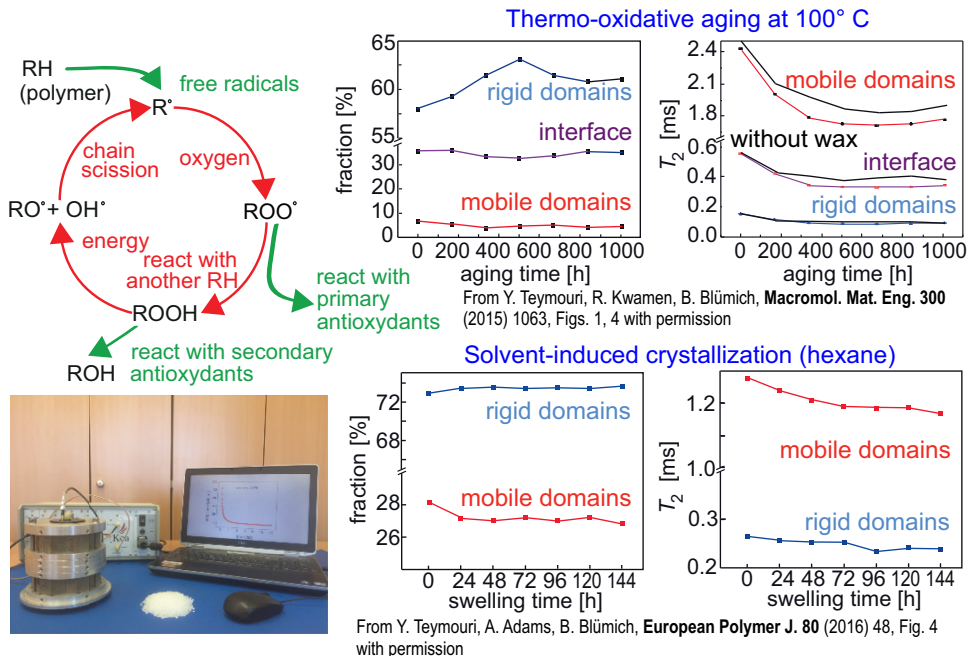 Thermo-oxidative aging at 100° C
RH
(polymer)
free radicals
R•
chain
scission
oxygen
RO•+ OH•
ROO•
energy
react with
another RH
ROOH
react with
primary
antioxydants
react with secondary
antioxydants
ROH
65
60
55
30
20
10
0
fraction [%]
rigid domains
interface
mobile domains
0 200 400 600 800 1000
aging time [h]
2.4
2.1
1.8
0.6
0.4
0.2
0.0
T2 [ms]
mobile domains
without wax
interface
rigid domains
0 200 400 600 800 1000
aging time [h]
From Y. Teymouri, R. Kwamen, B. Blümich, Macromol. Mat. Eng. 300
(2015) 1063, Figs. 1, 4 with permission
Solvent-induced crystallization (hexane)
72
68
28
26
fraction [%]
rigid domains
mobile domains
0 24 48 72 96 120 144
swelling time [h]
1.2
1.0
0.3
0.2
T2 [ms]
mobile domains
rigid domains
0 24 48 72 96 120 144
swelling time [h]
From Y. Teymouri, A. Adams, B. Blümich, European Polymer J. 80 (2016) 48, Fig. 4
with permission
Kea